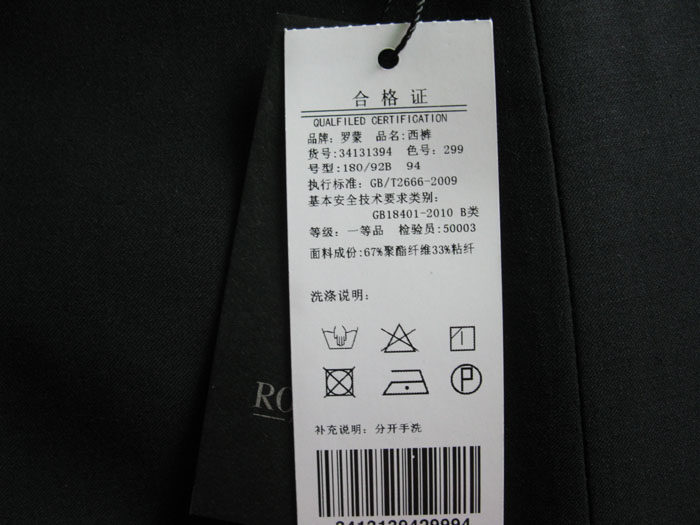 合格证
QUALFILED CERTIFICATION
品牌:罗蒙 品名:西裤
货号:34131394 色号:299
号型:180/92B 94
执行标准:GB/T2666-2009
基本安全技术要求类别:
GB18401-2010 B类
等级:一等品 检验员:50003
面料成份:67%聚酯纤维33%粘纤
洗涤说明:
P
RO
补充说明:分开手洗
3413139429994